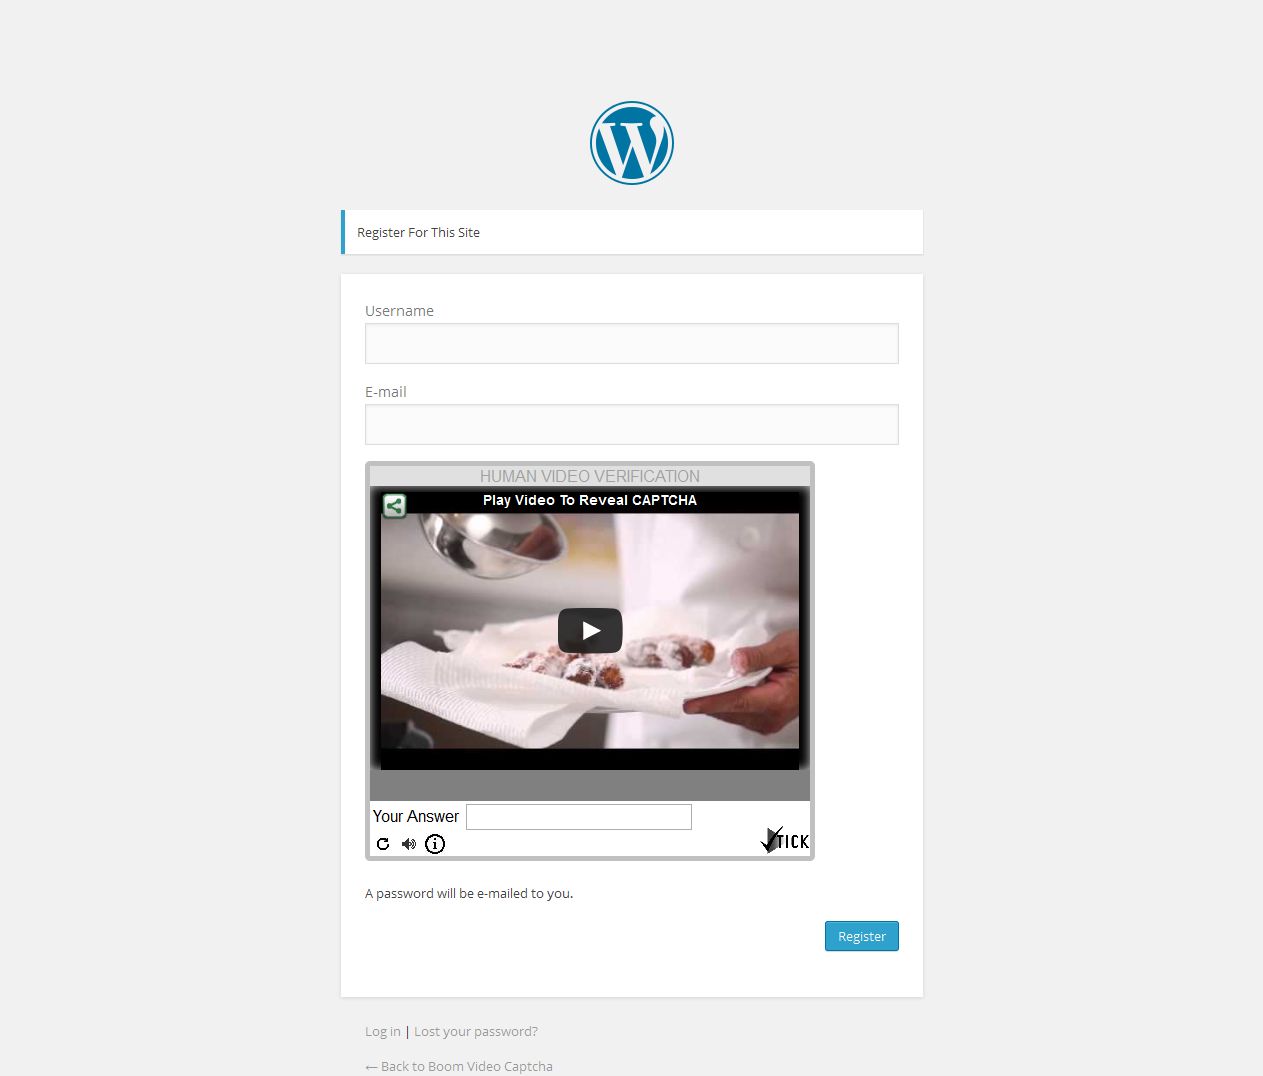 Register For This Site
Username
E-mail
HUMAN VIDEO VERIFICATION
Play Video To Reveal CAPTCHA
Your Answer
TICK
A password will be e-mailed to you.
Register
Log in | Lost your password?
← Back to Boom Video Captcha